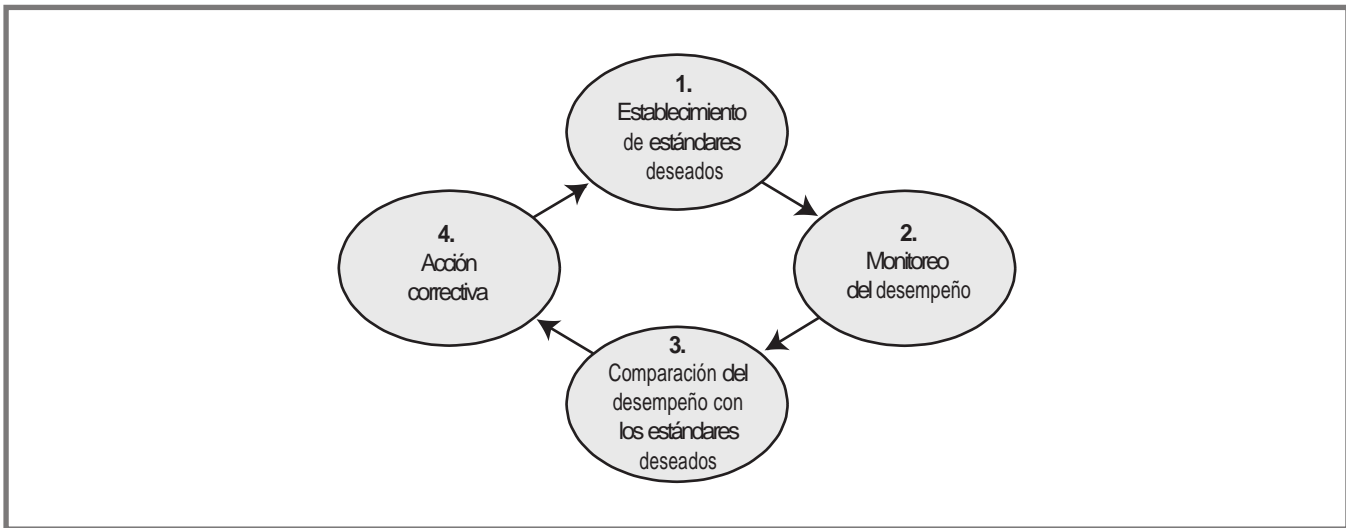 1.
Establecimiento
de estándares
deseados
2.
Monitoreo
del desempeño
3.
Comparación del
desempeño con
los estándares
deseados
4.
Acción
correctiva